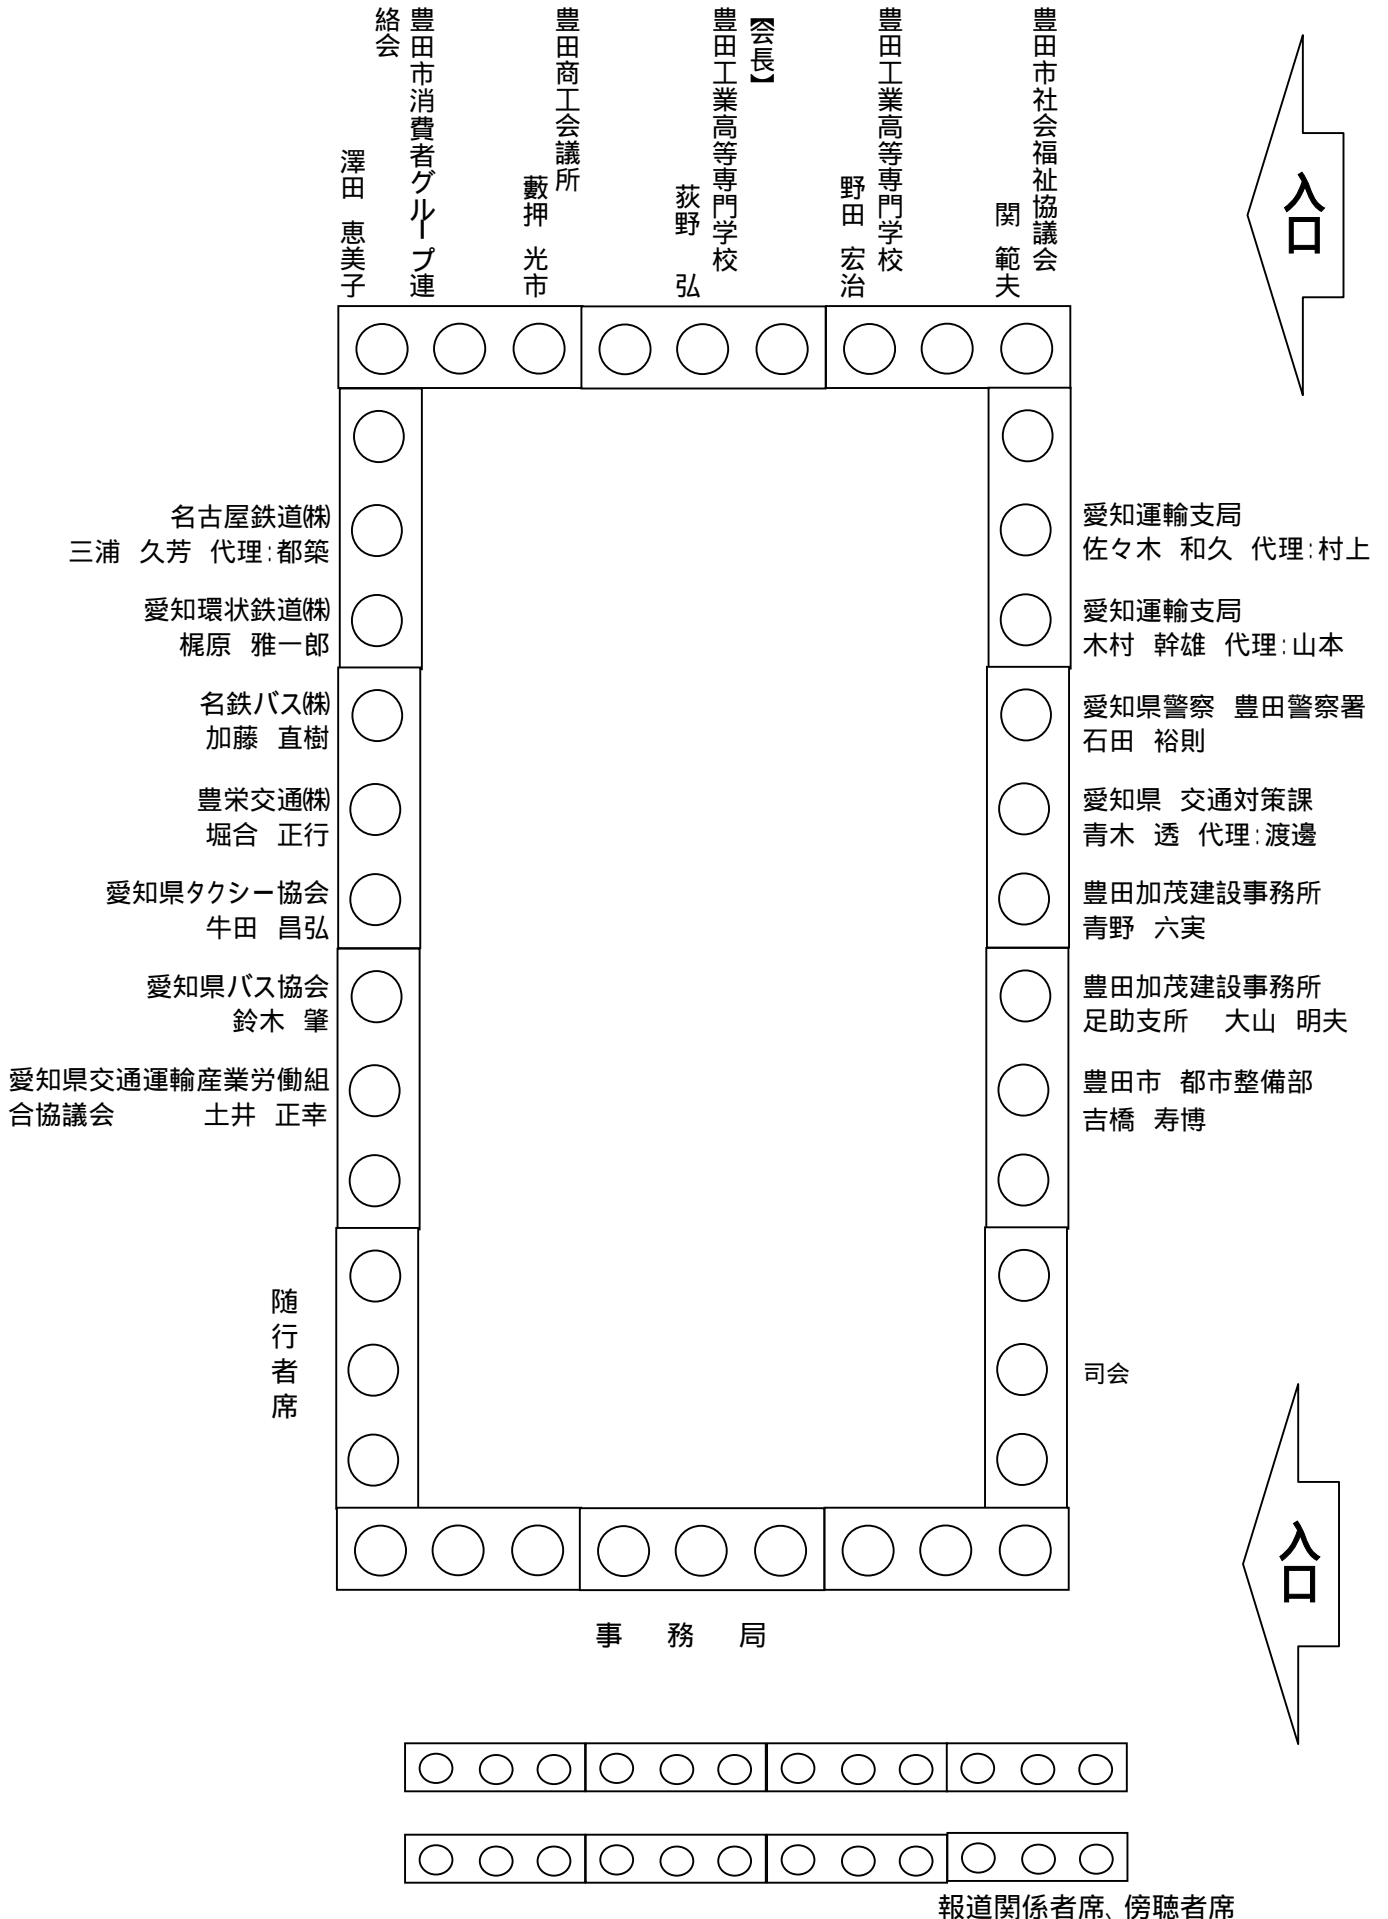 豊田市社会福祉協議会
関 範夫
豊田工業高等専門学校
野田 宏治
【会長】
豊田工業高等専門学校
荻野 弘
豊田商工会議所
藪押 光市
豊田市消費者グループ連
絡会
澤田 恵美子
入口
名古屋鉄道㈱
三浦 久芳 代理:都築
愛知環状鉄道㈱
梶原 雅一郎
名鉄バス㈱
加藤 直樹
豊栄交通㈱
堀合 正行
愛知県タクシー協会
牛田 昌弘
愛知県バス協会
鈴木 肇
愛知県交通運輸産業労働組
合協議会 土井 正幸
随行者席
愛知運輸支局
佐々木 和久 代理:村上
愛知運輸支局
木村 幹雄 代理:山本
愛知県警察 豊田警察署
石田 裕則
愛知県 交通対策課
青木 透 代理:渡邊
豊田加茂建設事務所
青野 六実
豊田加茂建設事務所
足助支所 大山 明夫
豊田市 都市整備部
吉橋 寿博
司会
入口
事 務 局
報道関係者席、傍聴者席